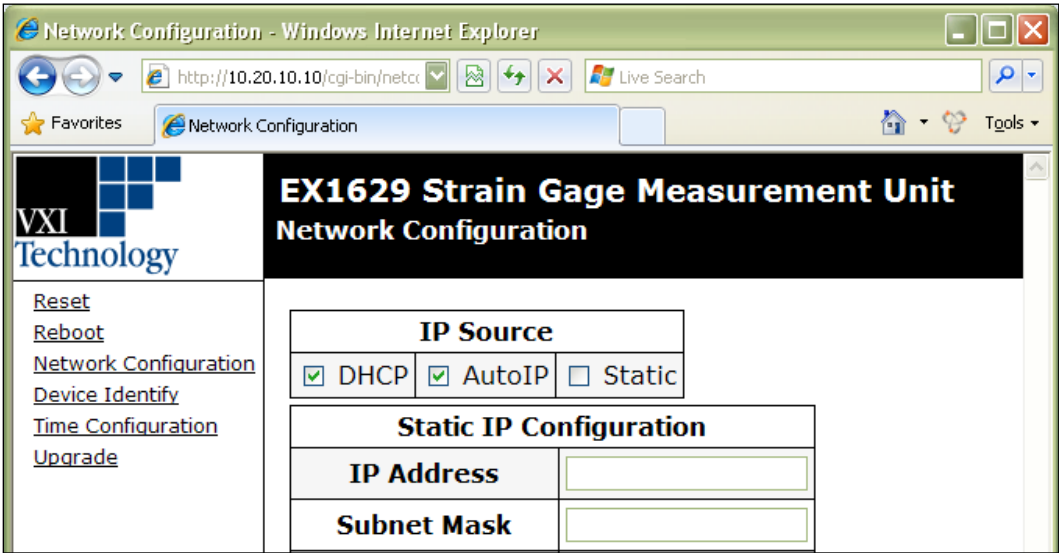 Network Configuration - Windows Internet Explorer
http://10.20.10.10/cgi-bin/netcc
Live Search
Favorites
Network Configuration
Tools
VXI
Technology
EX1629 Strain Gage Measurement Unit
Network Configuration
Reset
Reboot
Network Configuration
Device Identify
Time Configuration
Upgrade
IP Source
DHCP AutoIP Static
Static IP Configuration
IP Address
Subnet Mask